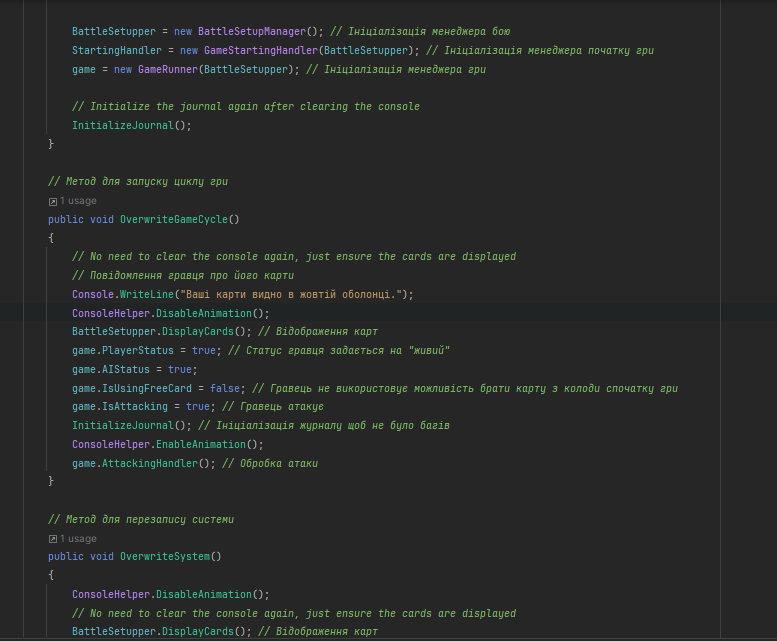 BattleSetupper = new BattleSetupManager(); // Ініціалізація менеджера бою
StartingHandler = new GameStartingHandler(BattleSetupper); // Ініціалізація менеджера початку гри
game = new GameRunner(BattleSetupper); // Ініціалізація менеджера гри
// Initialize the journal again after clearing the console
InitializeJournal();
}
// Метод для запуску циклу гри
1 usage
public void OverwriteGameCycle()
{
// No need to clear the console again, just ensure the cards are displayed
// Повідомлення гравця про його карти
Console.WriteLine("Ваші карти видно в жовтій оболонці.");
ConsoleHelper.DisableAnimation();
BattleSetupper.DisplayCards(); // Відображення карт
game.PlayerStatus = true; // Статус гравця задається на "живий"
game.AIStatus = true;
game.IsUsingFreeCard = false; // Гравець не використовує можливість брати карту з колоди спочатку гри
game.IsAttacking = true; // Гравець атакує
InitializeJournal(); // Ініціалізація журналу щоб не було багів
ConsoleHelper.EnableAnimation();
game.AttackingHandler(); // Обробка атаки
}
// Метод для перезапису системи
1 usage
public void OverwriteSystem()
{
ConsoleHelper.DisableAnimation();
// No need to clear the console again, just ensure the cards are displayed
BattleSetupper.DisplayCards(); // Відображення карт